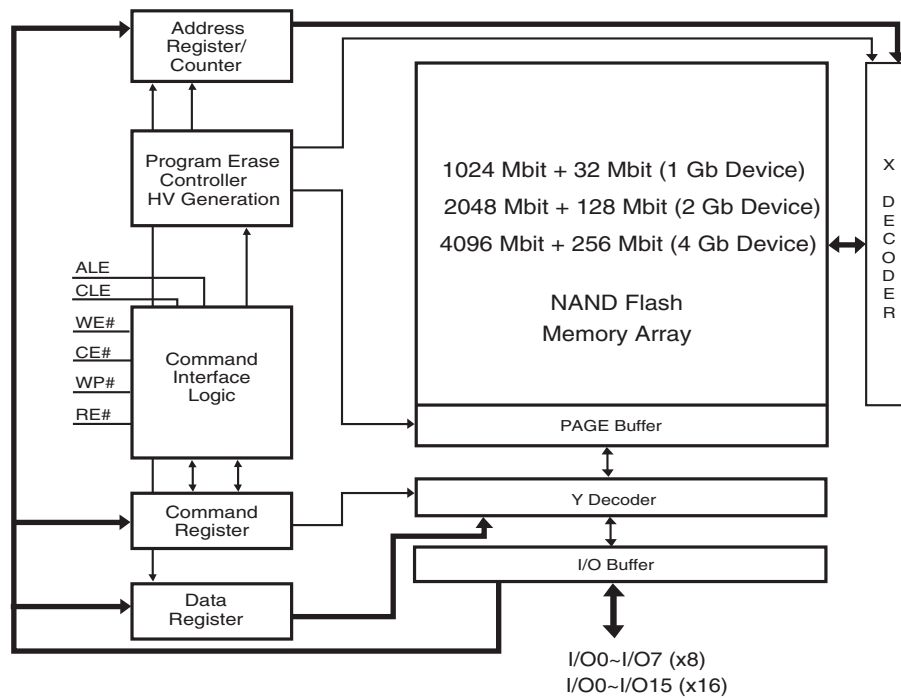 Address
Register/
Counter
Program Erase
Controller
HV Generation
ALE
CLE
WE#
CE#
WP#
RE#
Command
Interface
Logic
Command
Register
Data
Register
1024 Mbit + 32 Mbit (1 Gb Device)
2048 Mbit + 128 Mbit (2 Gb Device)
4096 Mbit + 256 Mbit (4 Gb Device)
NAND Flash
Memory Array
PAGE Buffer
Y Decoder
I/O Buffer
I/O0~I/O7 (x8)
I/O0~I/O15 (x16)
X
DECODER